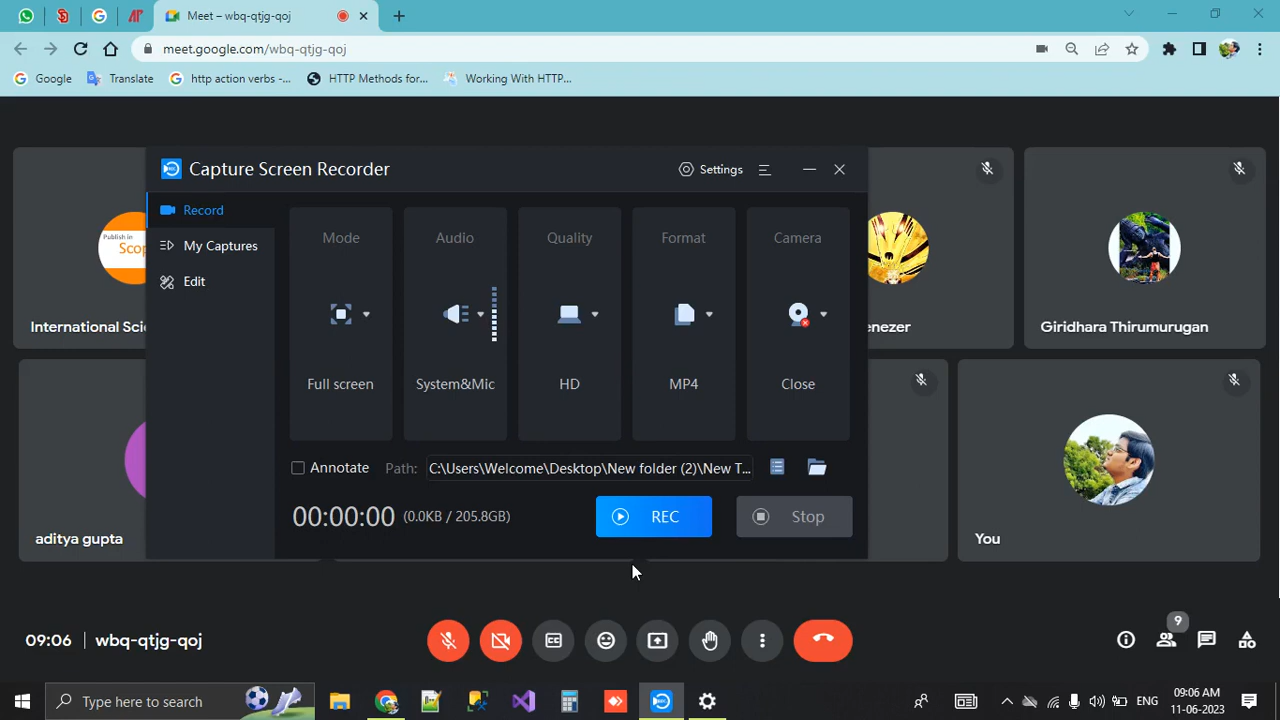 Meet – wbq-qtjg-qoj
meet.google.com/wbq-qtjg-qoj
Google
Translate
http action verbs -...
HTTP Methods for...
Working With HTTP...
Capture Screen Recorder
Settings
Record
My Captures
Edit
Mode
Audio
Quality
Format
Camera
Full screen
System&Mic
HD
MP4
Close
Annotate
Path:
C:\Users\Welcome\Desktop\New folder (2)\New T...
00:00:00
(0.0KB / 205.8GB)
REC
Stop
Publish in
Scop
International Scie
enezer
Giridhara Thirumurugan
aditya gupta
You
09:06
wbq-qtjg-qoj
9
Type here to search
ENG
09:06 AM
11-06-2023